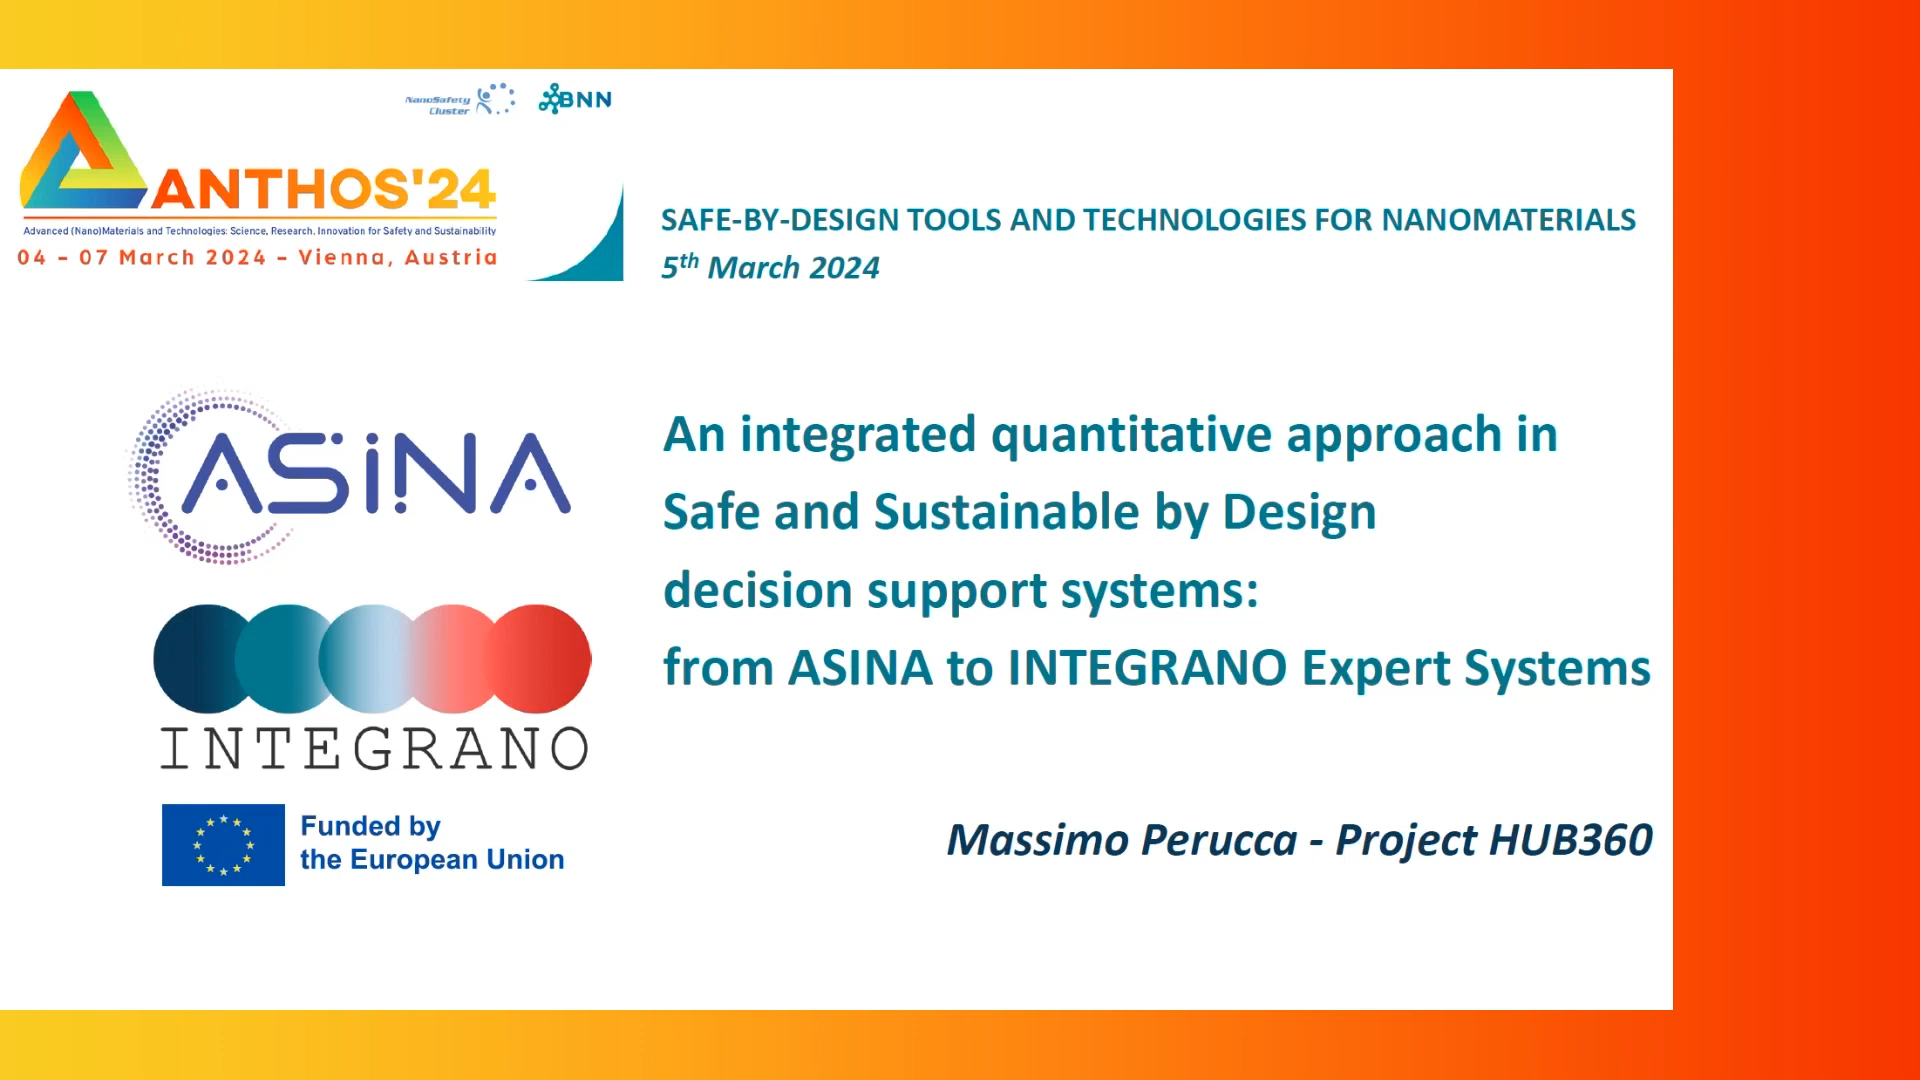 NanoSafety
Cluster
BNN
ANTHOS'24
Advanced (Nano)Materials and Technologies: Science, Research, Innovation for Safety and Sustainability
04 - 07 March 2024 - Vienna, Austria
SAFE-BY-DESIGN TOOLS AND TECHNOLOGIES FOR NANOMATERIALS
5th March 2024
ASiNA
INTEGRANO
Funded by
the European Union
An integrated quantitative approach in
Safe and Sustainable by Design
decision support systems:
from ASINA to INTEGRANO Expert Systems
Massimo Perucca - Project HUB360